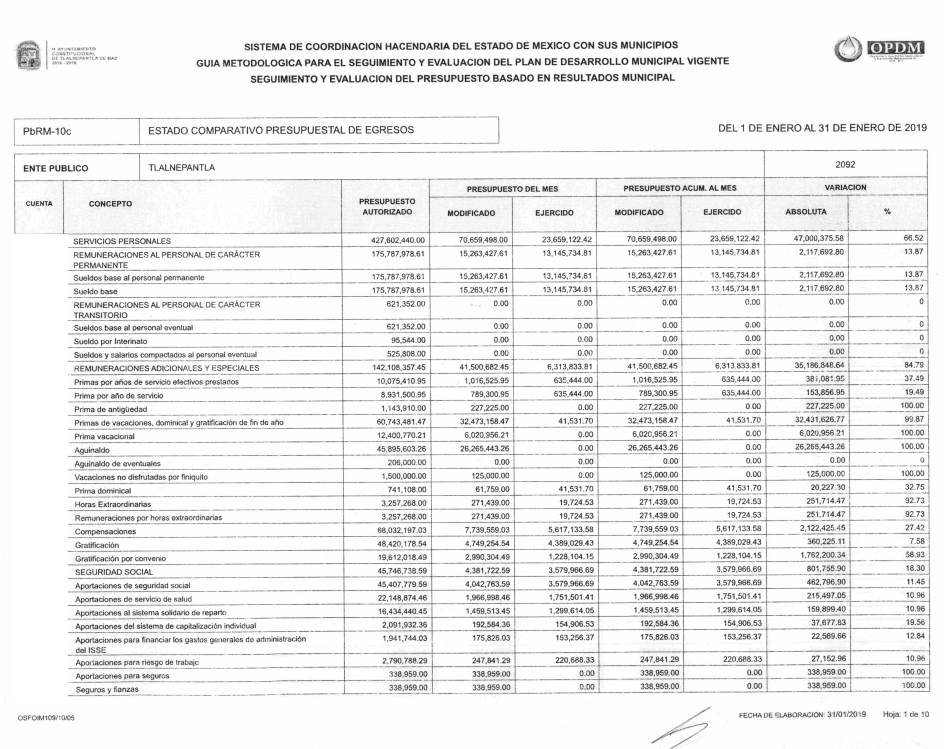 H. AYUNTAMIENTO
CONSTITUCIONAL
DE TLALNEPANTLA DE BAZ
2016 - 2018
SISTEMA DE COORDINACION HACENDARIA DEL ESTADO DE MEXICO CON SUS MUNICIPIOS
GUIA METODOLOGICA PARA EL SEGUIMIENTO Y EVALUACION DEL PLAN DE DESARROLLO MUNICIPAL VIGENTE
SEGUIMIENTO Y EVALUACION DEL PRESUPUESTO BASADO EN RESULTADOS MUNICIPAL
OPDM
PbRM-10c ESTADO COMPARATIVO PRESUPUESTAL DE EGRESOS DEL 1 DE ENERO AL 31 DE ENERO DE 2019
ENTE PUBLICO TLALNEPANTLA 2092
CUENTA CONCEPTO PRESUPUESTO AUTORIZADO PRESUPUESTO DEL MES PRESUPUESTO ACUM. AL MES VARIACION
MODIFICADO EJERCIDO MODIFICADO EJERCIDO ABSOLUTA %
SERVICIOS PERSONALES 427,602,440.00 70,659,498.00 23,659,122.42 70,659,498.00 23,659,122.42 47,000,375.58 66.52
REMUNERACIONES AL PERSONAL DE CARÁCTER PERMANENTE 175,787,978.61 15,263,427.61 13,145,734.81 15,263,427.61 13,145,734.81 2,117,692.80 13.87
Sueldos base al personal permanente 175,787,978.61 15,263,427.61 13,145,734.81 15,263,427.61 13,145,734.81 2,117,692.80 13.87
Sueldo base 175,787,978.61 15,263,427.61 13,145,734.81 15,263,427.61 13,145,734.81 2,117,692.80 13.87
REMUNERACIONES AL PERSONAL DE CARÁCTER TRANSITORIO 621,352.00 0.00 0.00 0.00 0.00 0.00 0
Sueldos base al personal eventual 621,352.00 0.00 0.00 0.00 0.00 0.00 0
Sueldo por Interinato 95,544.00 0.00 0.00 0.00 0.00 0.00 0
Sueldos y salarios compactados al personal eventual 525,808.00 0.00 0.00 0.00 0.00 0.00 0
REMUNERACIONES ADICIONALES Y ESPECIALES 142,108,357.45 41,500,682.45 6,313,833.81 41,500,682.45 6,313,833.81 35,186,848.64 84.79
Primas por años de servicio efectivos prestados 10,075,410.95 1,016,525.95 635,444.00 1,016,525.95 635,444.00 381,081.95 37.49
Prima por año de servicio 8,931,500.95 789,300.95 635,444.00 789,300.95 635,444.00 153,856.95 19.49
Prima de antigüedad 1,143,910.00 227,225.00 0.00 227,225.00 0.00 227,225.00 100.00
Primas de vacaciones, dominical y gratificación de fin de año 60,743,481.47 32,473,158.47 41,531.70 32,473,158.47 41,531.70 32,431,626.77 99.87
Prima vacacional 12,400,770.21 6,020,956.21 0.00 6,020,956.21 0.00 6,020,956.21 100.00
Aguinaldo 45,895,603.26 26,265,443.26 0.00 26,265,443.26 0.00 26,265,443.26 100.00
Aguinaldo de eventuales 206,000.00 0.00 0.00 0.00 0.00 0.00 0
Vacaciones no disfrutadas por finiquito 1,500,000.00 125,000.00 0.00 125,000.00 0.00 125,000.00 100.00
Prima dominical 741,108.00 61,759.00 41,531.70 61,759.00 41,531.70 20,227.30 32.75
Horas Extraordinarias 3,257,268.00 271,439.00 19,724.53 271,439.00 19,724.53 251,714.47 92.73
Remuneraciones por horas extraordinarias 3,257,268.00 271,439.00 19,724.53 271,439.00 19,724.53 251,714.47 92.73
Compensaciones 68,032,197.03 7,739,559.03 5,617,133.58 7,739,559.03 5,617,133.58 2,122,425.45 27.42
Gratificación 48,420,178.54 4,749,254.54 4,389,029.43 4,749,254.54 4,389,029.43 360,225.11 7.58
Gratificación por convenio 19,612,018.49 2,990,304.49 1,228,104.15 2,990,304.49 1,228,104.15 1,762,200.34 58.93
SEGURIDAD SOCIAL 45,746,738.59 4,381,722.59 3,579,966.69 4,381,722.59 3,579,966.69 801,755.90 18.30
Aportaciones de seguridad social 45,407,779.59 4,042,763.59 3,579,966.69 4,042,763.59 3,579,966.69 462,796.90 11.45
Aportaciones de servicio de salud 22,148,874.46 1,966,998.46 1,751,501.41 1,966,998.46 1,751,501.41 215,497.05 10.96
Aportaciones al sistema solidario de reparto 16,434,440.45 1,459,513.45 1,299,614.05 1,459,513.45 1,299,614.05 159,899.40 10.96
Aportaciones del sistema de capitalización individual 2,091,932.36 192,584.36 154,906.53 192,584.36 154,906.53 37,677.83 19.56
Aportaciones para financiar los gastos generales de administración del ISSE 1,941,744.03 175,826.03 153,256.37 175,826.03 153,256.37 22,569.66 12.84
Aportaciones para riesgo de trabajo 2,790,788.29 247,841.29 220,688.33 247,841.29 220,688.33 27,152.96 10.96
Aportaciones para seguros 338,959.00 338,959.00 0.00 338,959.00 0.00 338,959.00 100.00
Seguros y fianzas 338,959.00 338,959.00 0.00 338,959.00 0.00 338,959.00 100.00
OSFOIM109/10/05 FECHA DE ELABORACION: 31/01/2019 Hoja: 1 de 10